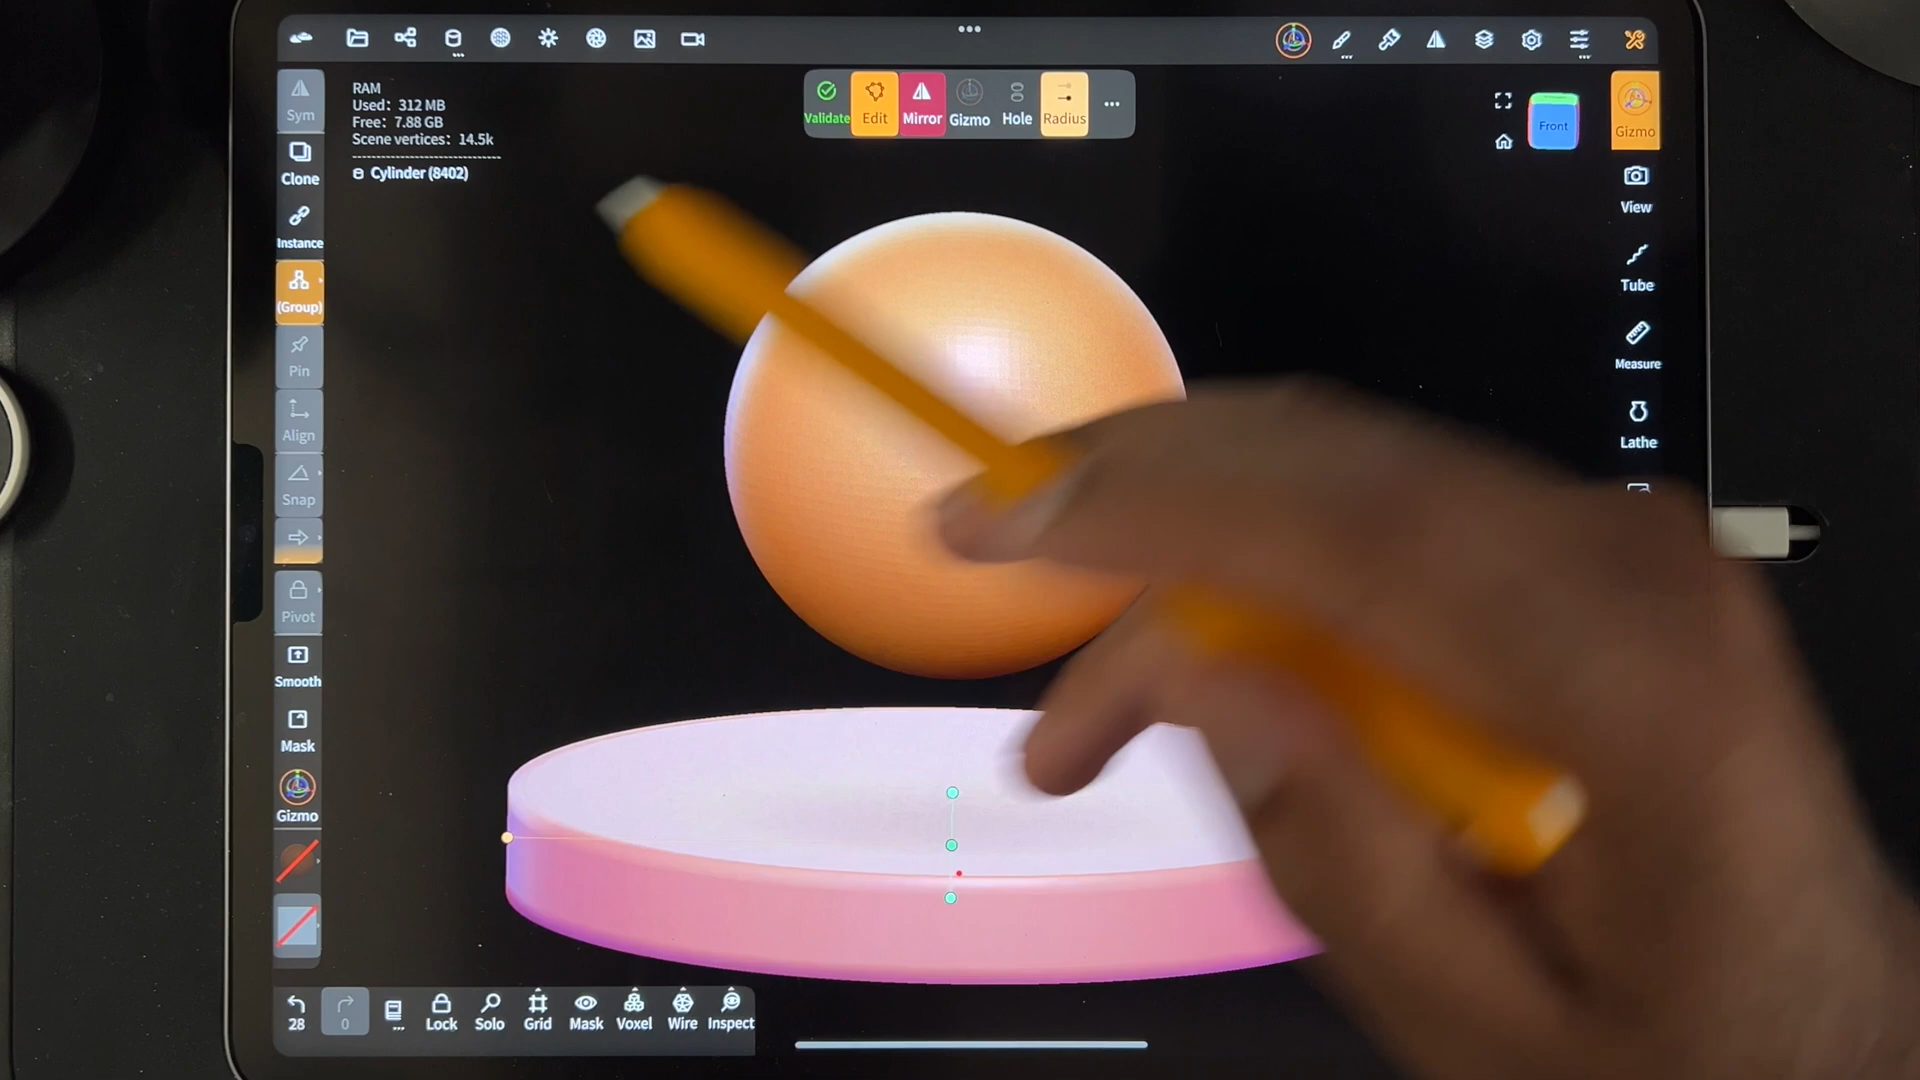 RAM
Used: 312 MB
Free: 7.88 GB
Scene vertices: 14.5k
Cylinder (8402)
Validate
Edit
Mirror
Gizmo
Hole
Radius
Front
Sym
Clone
Instance
(Group)
Pin
Align
Snap
Pivot
Smooth
Mask
Gizmo
Gizmo
View
Tube
Measure
Lathe
28
0
Lock
Solo
Grid
Mask
Voxel
Wire
Inspect